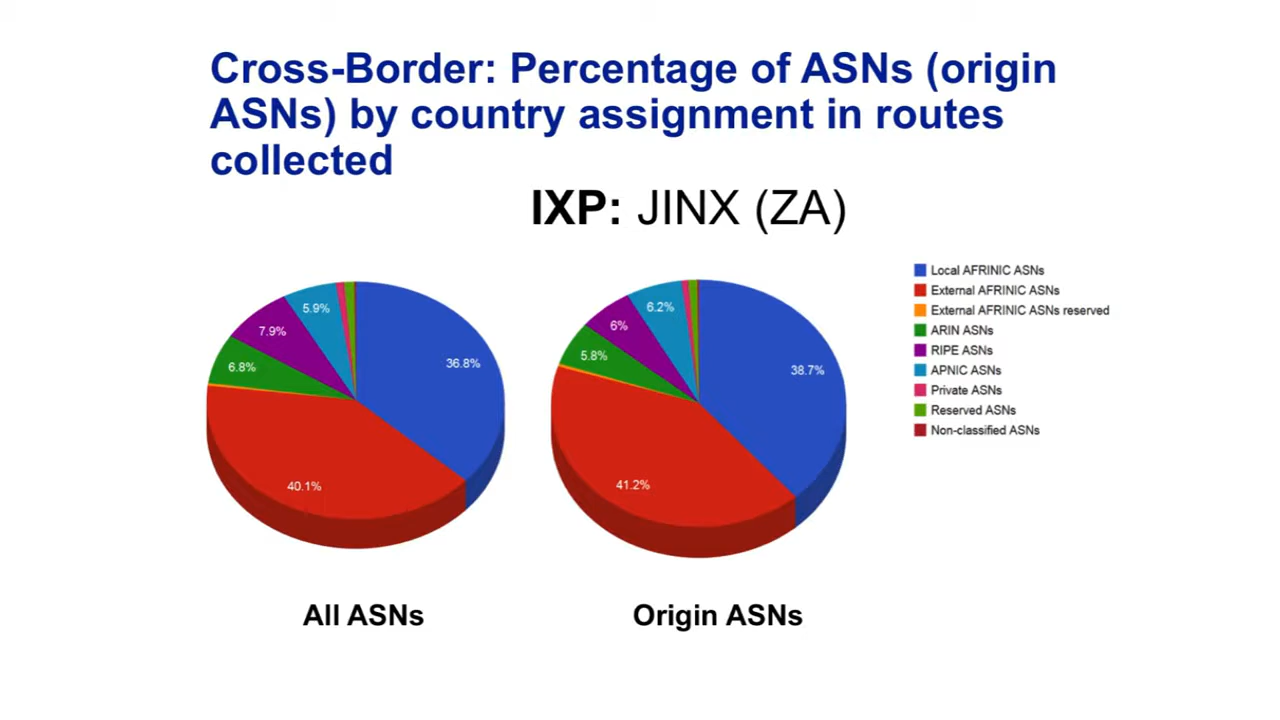 Cross-Border: Percentage of ASNs (origin
ASNs) by country assignment in routes
collected
IXP: JINX (ZA)
5.9%
7.9%
6.8%
36.8%
40.1%
6.2%
6%
5.8%
38.7%
41.2%
Local AFRINIC ASNs
External AFRINIC ASNs
External AFRINIC ASNs reserved
ARIN ASNs
RIPE ASNs
APNIC ASNs
Private ASNs
Reserved ASNs
Non-classified ASNs
All ASNs
Origin ASNs